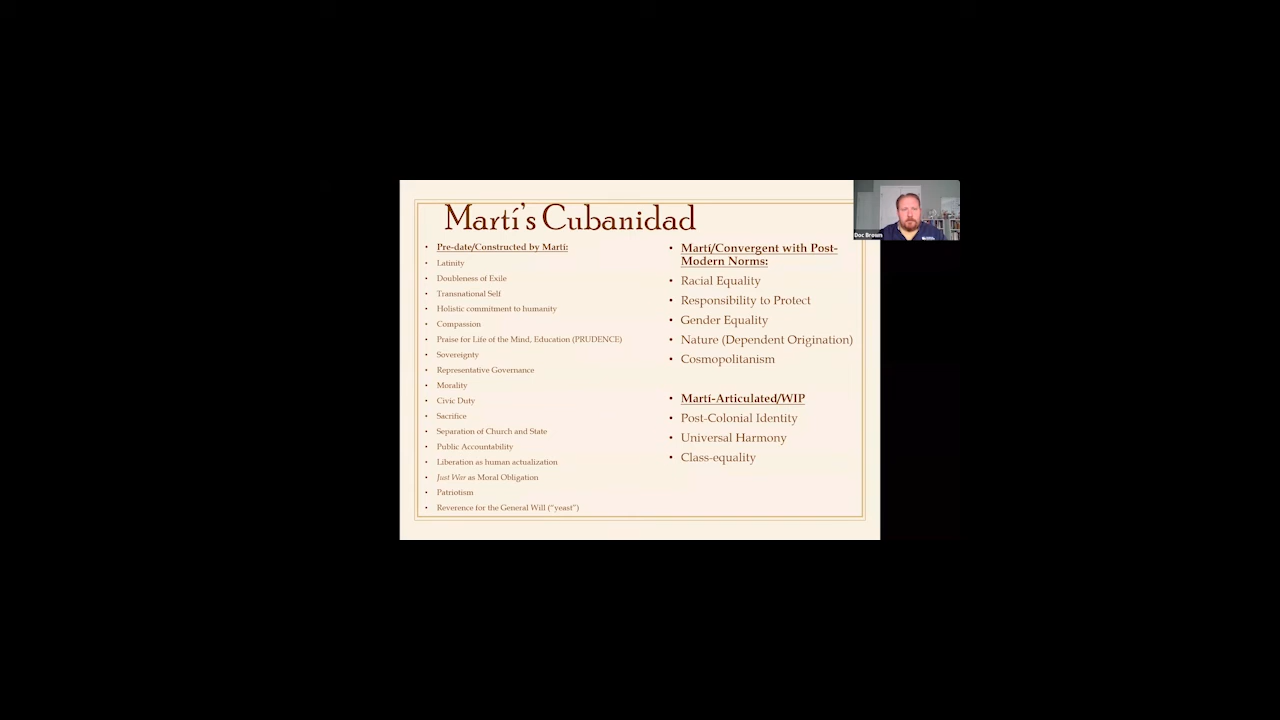 Martí's Cubanidad
Pre-date/Constructed by Martí:
Latinity
Doubleness of Exile
Transnational Self
Holistic commitment to humanity
Compassion
Praise for Life of the Mind, Education (PRUDENCE)
Sovereignty
Representative Governance
Morality
Civic Duty
Sacrifice
Separation of Church and State
Public Accountability
Liberation as human actualization
Just War as Moral Obligation
Patriotism
Reverence for the General Will ("yeast")
Martí/Convergent with Post-
Modern Norms:
Racial Equality
Responsibility to Protect
Gender Equality
Nature (Dependent Origination)
Cosmopolitanism
Martí-Articulated/WIP
Post-Colonial Identity
Universal Harmony
Class-equality
Doc Brown